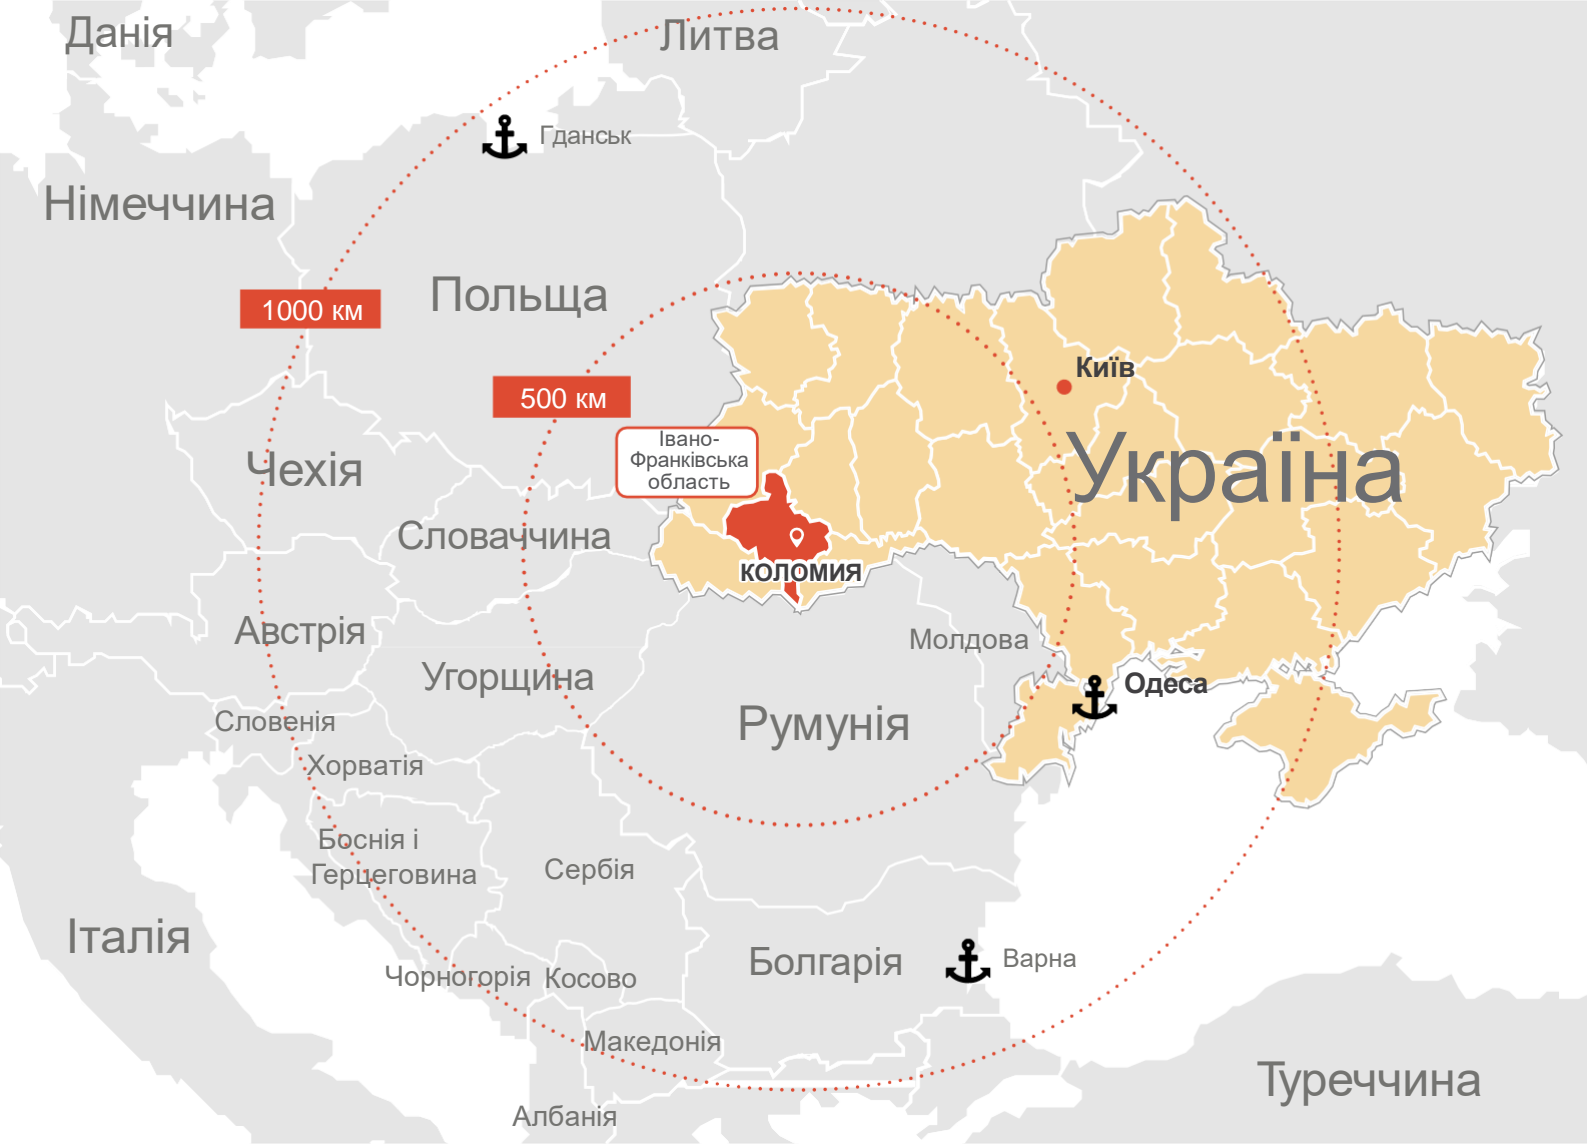 Данія
Литва
Гданськ
Німеччина
Польща
1000 км
Київ
500 км
Івано-
Франківська
область
Україна
Чехія
Словаччина
КОЛОМИЯ
Австрія
Молдова
Угорщина
Одеса
Словенія
Румунія
Хорватія
Боснія і
Герцеговина
Сербія
Італія
Болгарія
Варна
Чорногорія
Косово
Македонія
Туреччина
Албанія